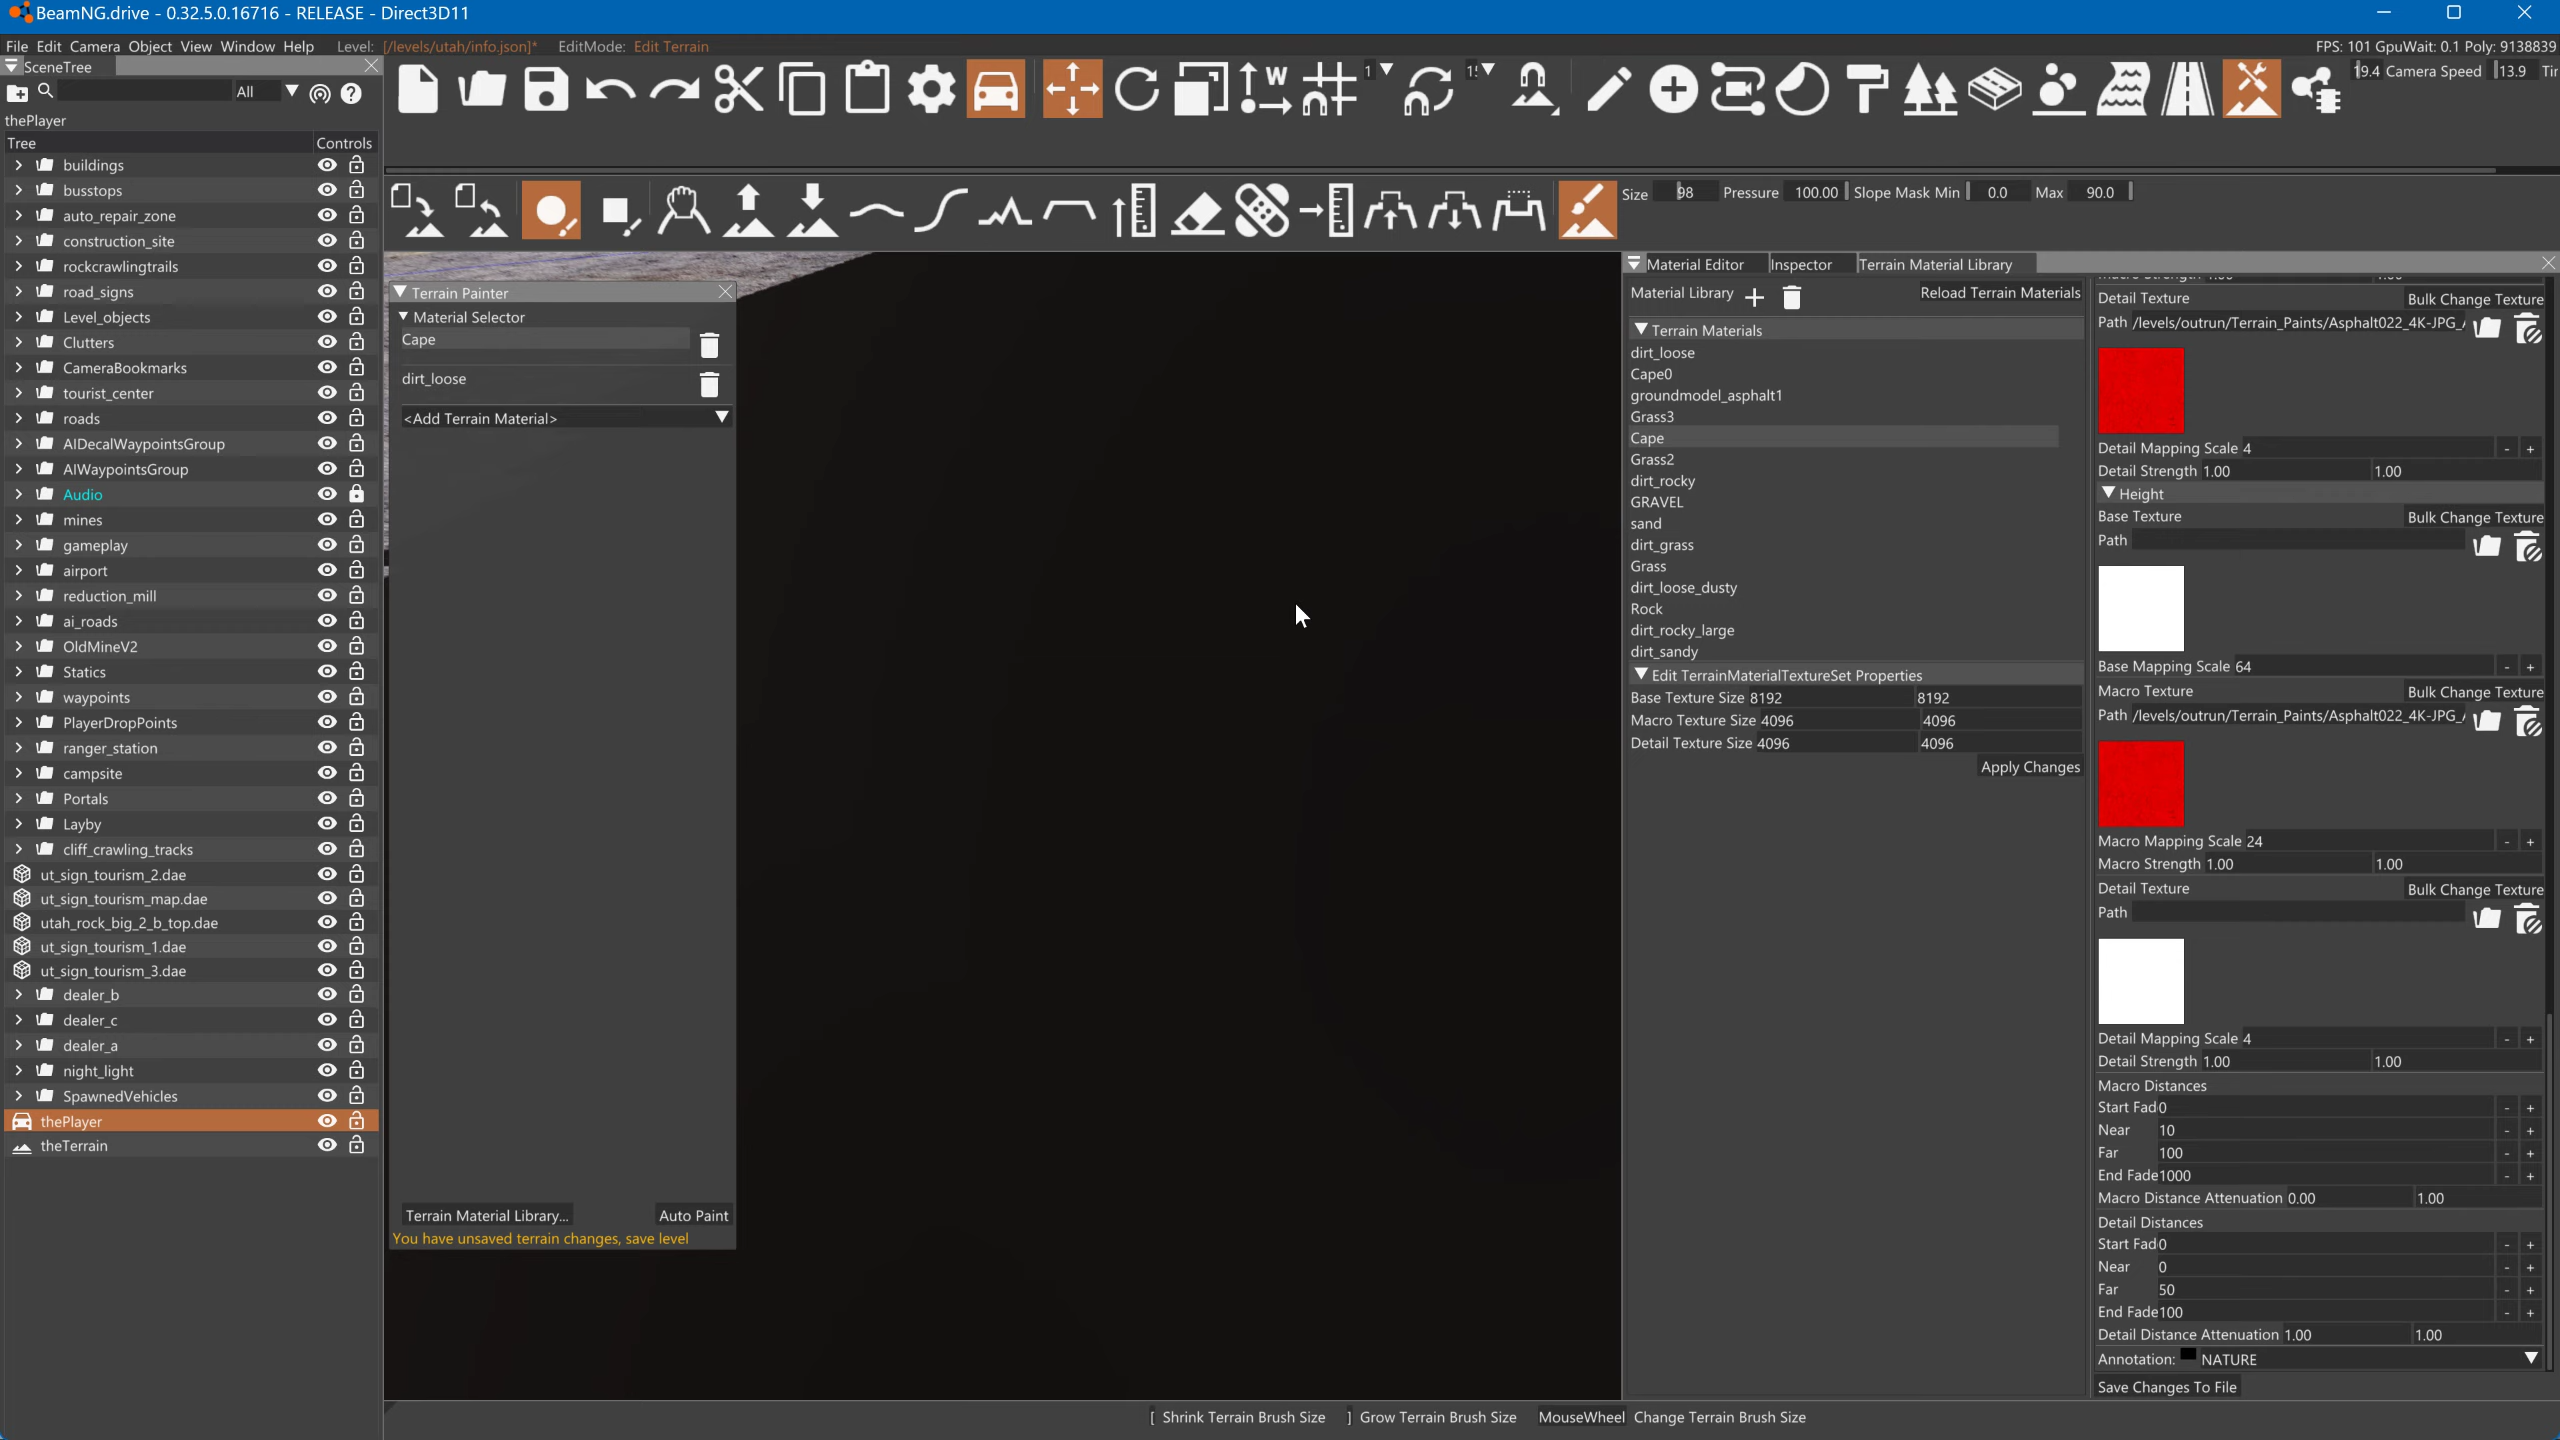 BeamNG.drive - 0.32.5.0.16716 - RELEASE - Direct3D11
File Edit Camera Object View Window Help Level: [/levels/utah/info.json]* EditMode: Edit Terrain
FPS: 101 GpuWait: 0.1 Poly: 9138839
SceneTree
All
thePlayer
Tree Controls
buildings
busstops
auto_repair_zone
construction_site
rockcrawlingtrails
road_signs
Level_objects
Clutters
CameraBookmarks
tourist_center
roads
AIDecalWaypointsGroup
AIWaypointsGroup
Audio
mines
gameplay
airport
reduction_mill
ai_roads
OldMineV2
Statics
waypoints
PlayerDropPoints
ranger_station
campsite
Portals
Layby
cliff_crawling_tracks
ut_sign_tourism_2.dae
ut_sign_tourism_map.dae
utah_rock_big_2_b_top.dae
ut_sign_tourism_1.dae
ut_sign_tourism_3.dae
dealer_b
dealer_c
dealer_a
night_light
SpawnedVehicles
thePlayer
theTerrain
W
1
19.4 Camera Speed 13.9
Size 98 Pressure 100.00 Slope Mask Min 0.0 Max 90.0
Terrain Painter
Material Selector
Cape
dirt_loose
<Add Terrain Material>
Terrain Material Library... Auto Paint
You have unsaved terrain changes, save level
Material Editor Inspector Terrain Material Library
Material Library Reload Terrain Materials
Terrain Materials
dirt_loose
Cape0
groundmodel_asphalt1
Grass3
Cape
Grass2
dirt_rocky
GRAVEL
sand
dirt_grass
Grass
dirt_loose_dusty
Rock
dirt_rocky_large
dirt_sandy
Edit TerrainMaterialTextureSet Properties
Base Texture Size 8192 8192
Macro Texture Size 4096 4096
Detail Texture Size 4096 4096
Apply Changes
Detail Texture Bulk Change Texture
Path /levels/outrun/Terrain_Paints/Asphalt022_4K-JPG_
Detail Mapping Scale 4 - +
Detail Strength 1.00 1.00
Height
Base Texture Bulk Change Texture
Path
Base Mapping Scale 64 - +
Macro Texture Bulk Change Texture
Path /levels/outrun/Terrain_Paints/Asphalt022_4K-JPG_
Macro Mapping Scale 24 - +
Macro Strength 1.00 1.00
Detail Texture Bulk Change Texture
Path
Detail Mapping Scale 4 - +
Detail Strength 1.00 1.00
Macro Distances
Start Fad 0 - +
Near 10 - +
Far 100 - +
End Fade 1000 - +
Macro Distance Attenuation 0.00 1.00
Detail Distances
Start Fad 0 - +
Near 0 - +
Far 50 - +
End Fade 100 - +
Detail Distance Attenuation 1.00 1.00
Annotation: NATURE
Save Changes To File
[ Shrink Terrain Brush Size ] Grow Terrain Brush Size MouseWheel Change Terrain Brush Size